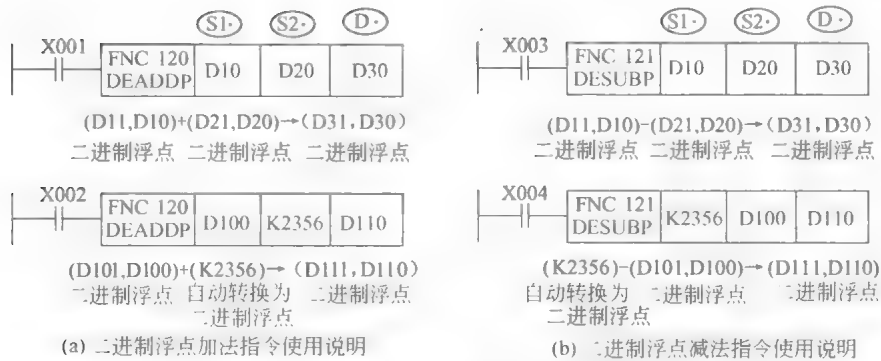 S1· S2· D·
X001
FNC 120 DEADDP D10 D20 D30
(D11,D10)+(D21,D20)→(D31,D30)
二进制浮点 二进制浮点 二进制浮点
X002
FNC 120 DEADDP D100 K2356 D110
(D101,D100)+(K2356)→(D111,D110)
二进制浮点 自动转换为 二进制浮点
二进制浮点
(a) 二进制浮点加法指令使用说明
S1· S2· D·
X003
FNC 121 DESUBP D10 D20 D30
(D11,D10)-(D21,D20)→(D31,D30)
二进制浮点 二进制浮点 二进制浮点
X004
FNC 121 DESUBP K2356 D100 D110
(K2356)-(D101,D100)→(D111,D110)
自动转换为 二进制浮点 二进制浮点
二进制浮点
(b) 二进制浮点减法指令使用说明